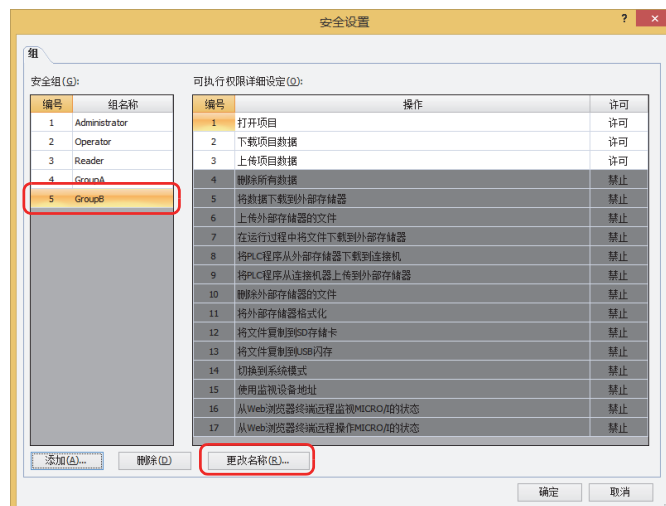 安全设置
? ×
组
安全组(G):
可执行权限详细设定(O):
编号 组名称
1 Administrator
2 Operator
3 Reader
4 GroupA
5 GroupB
编号 操作 许可
1 打开项目 许可
2 下载项目数据 许可
3 上传项目数据 许可
4 删除所有数据 禁止
5 将数据下载到外部存储器 禁止
6 上传外部存储器的文件 禁止
7 在运行过程中将文件下载到外部存储器 禁止
8 将PLC程序从外部存储器下载到连接机 禁止
9 将PLC程序从连接机器上传到外部存储器 禁止
10 删除外部存储器的文件 禁止
11 将外部存储器格式化 禁止
12 将文件复制到SD存储卡 禁止
13 将文件复制到USB闪存 禁止
14 切换到系统模式 禁止
15 使用监视设备地址 禁止
16 从Web浏览器终端远程监视MICRO/I的状态 禁止
17 从Web浏览器终端远程操作MICRO/I的状态 禁止
添加(A)... 删除(D) 更改名称(R)...
确定 取消